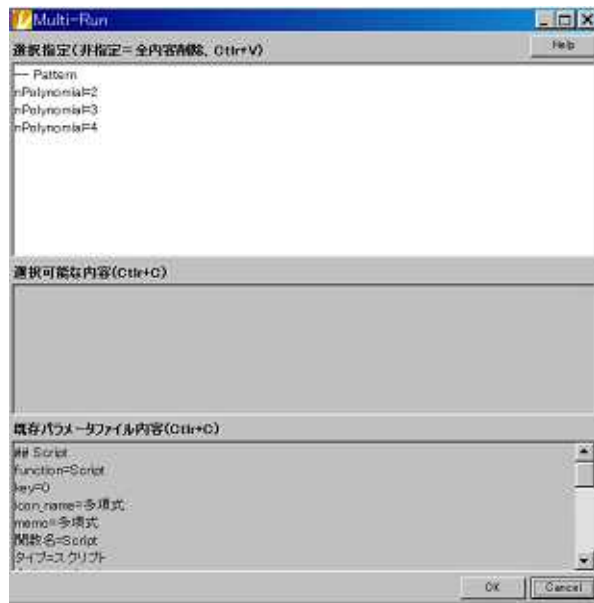 Multi-Run
選択指定(非指定=全内容削除, Ctlr+V)
Help
--- Pattern
nPolynomial=2
nPolynomial=3
nPolynomial=4
選択可能な内容(Ctlr+C)
既存パラメータファイル内容(Ctlr+C)
## Script
function=Script
key=0
icon_name=多項式
memo=多項式
関数名=Script
タイプ=スクリプト
OK
Cancel